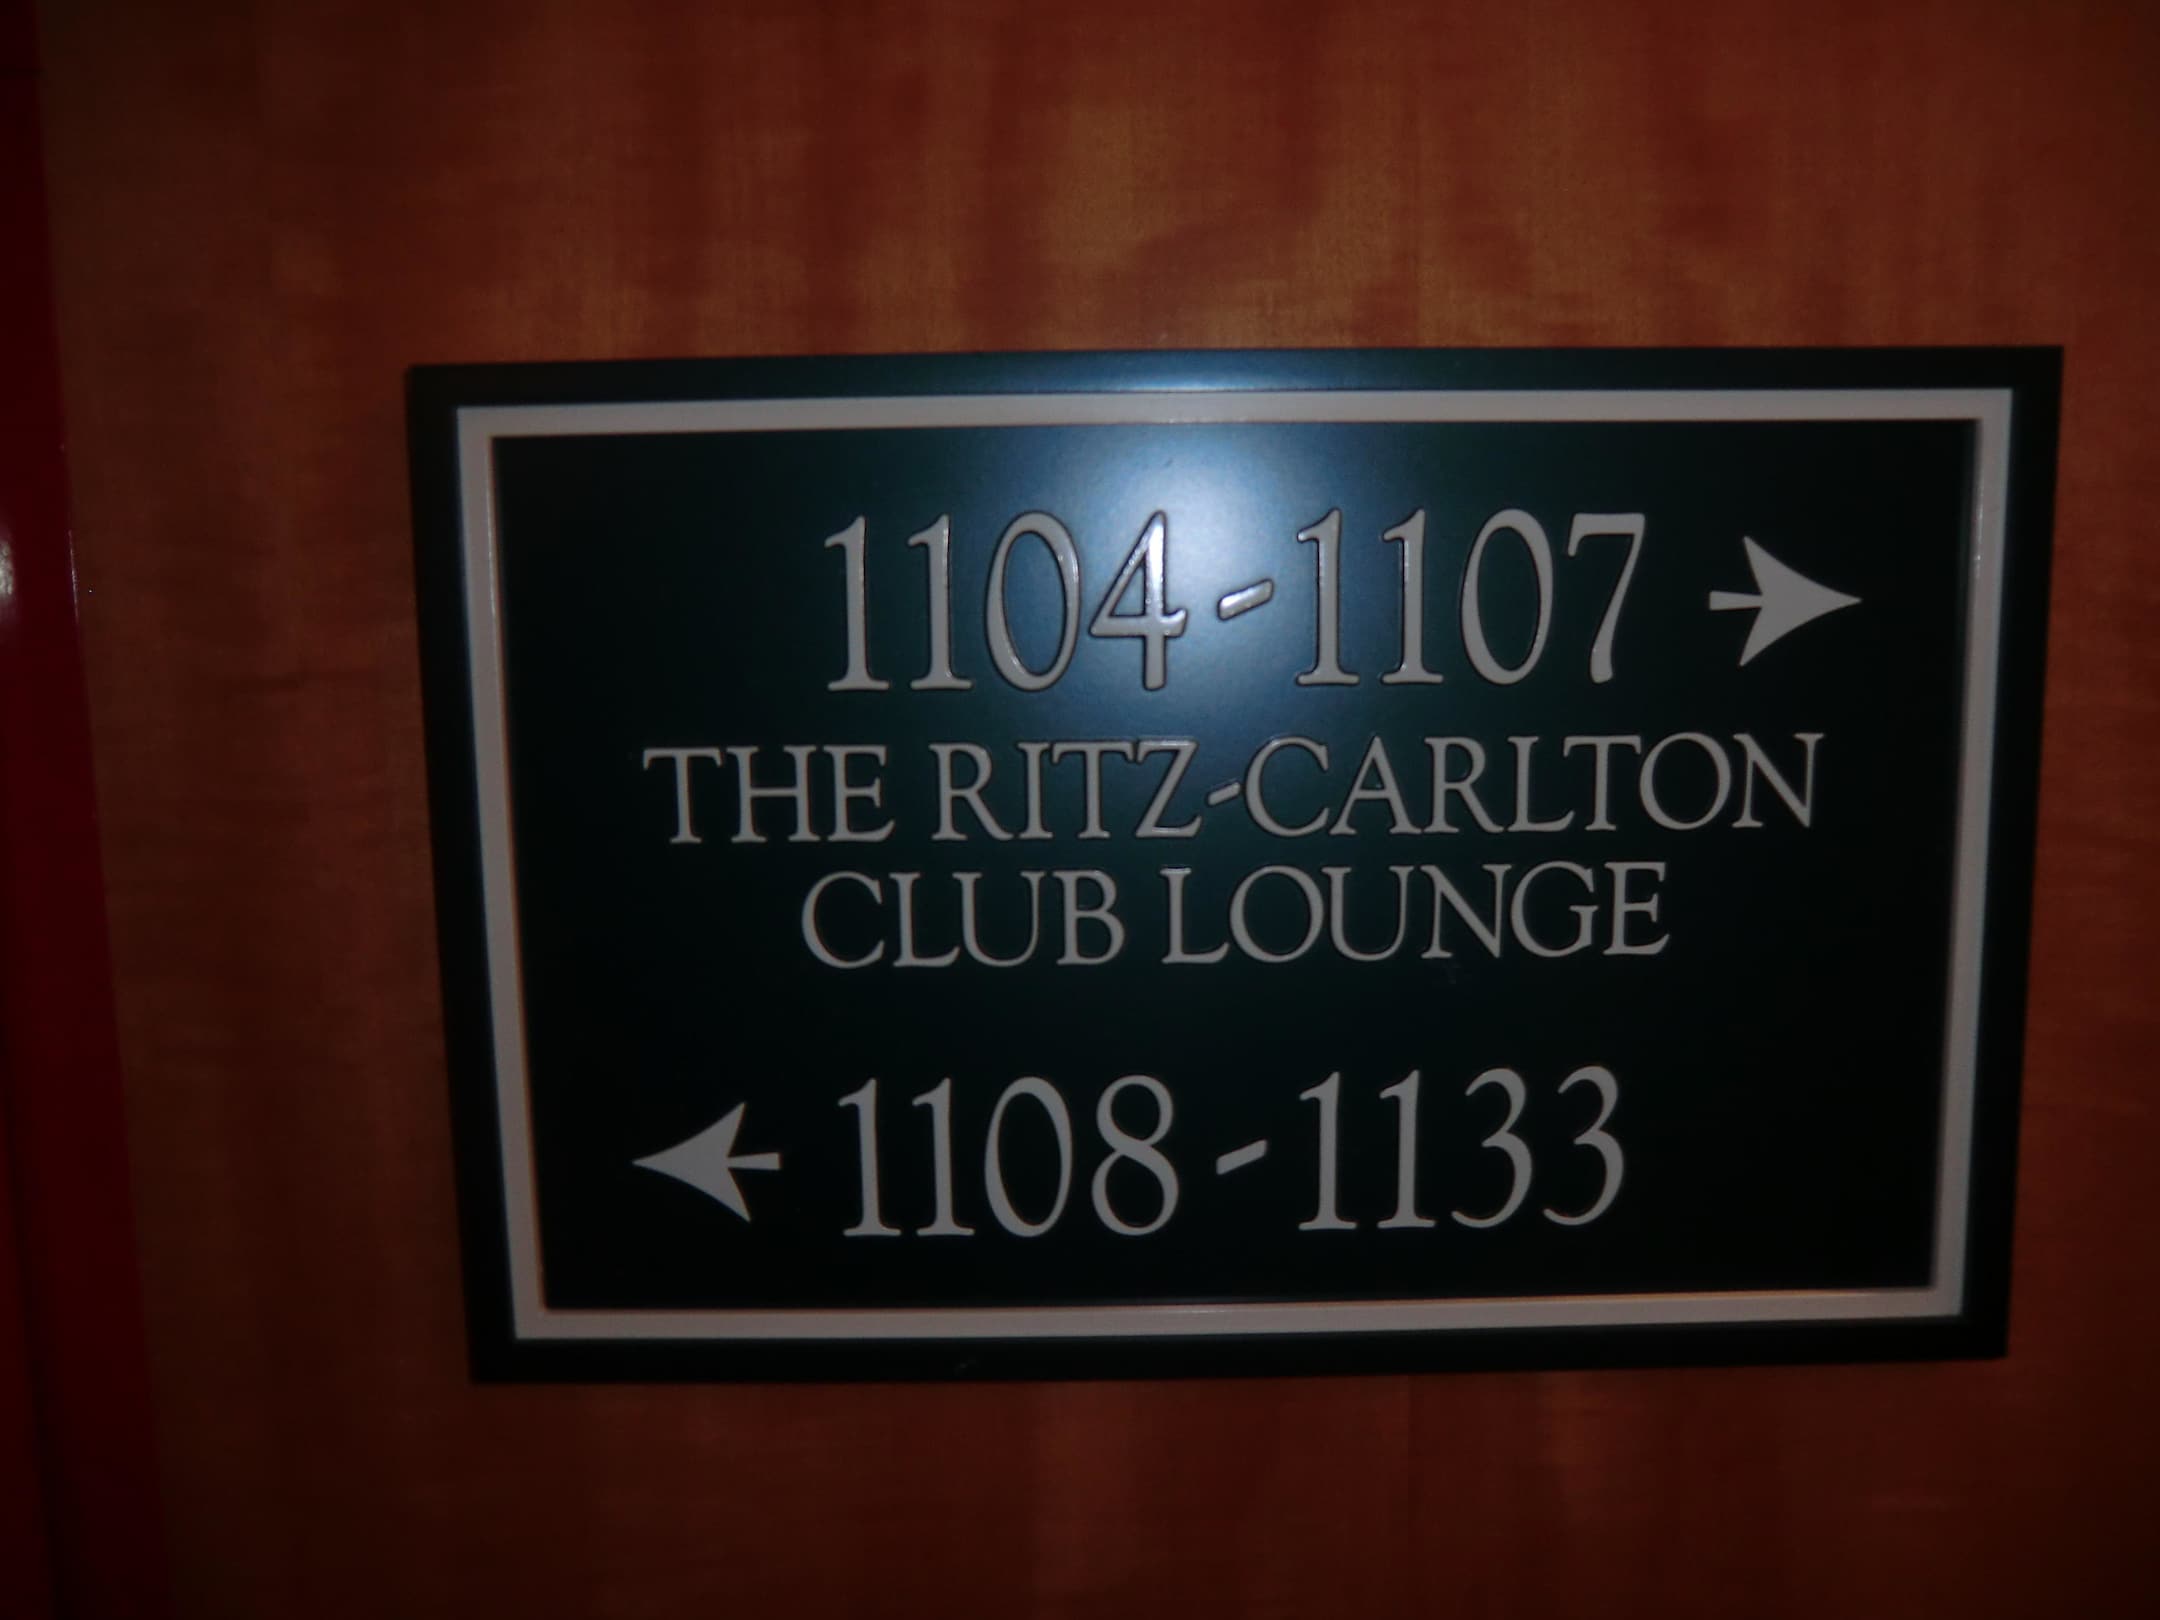 1104-1107 →
THE RITZ-CARLTON
CLUB LOUNGE
← 1108-1133